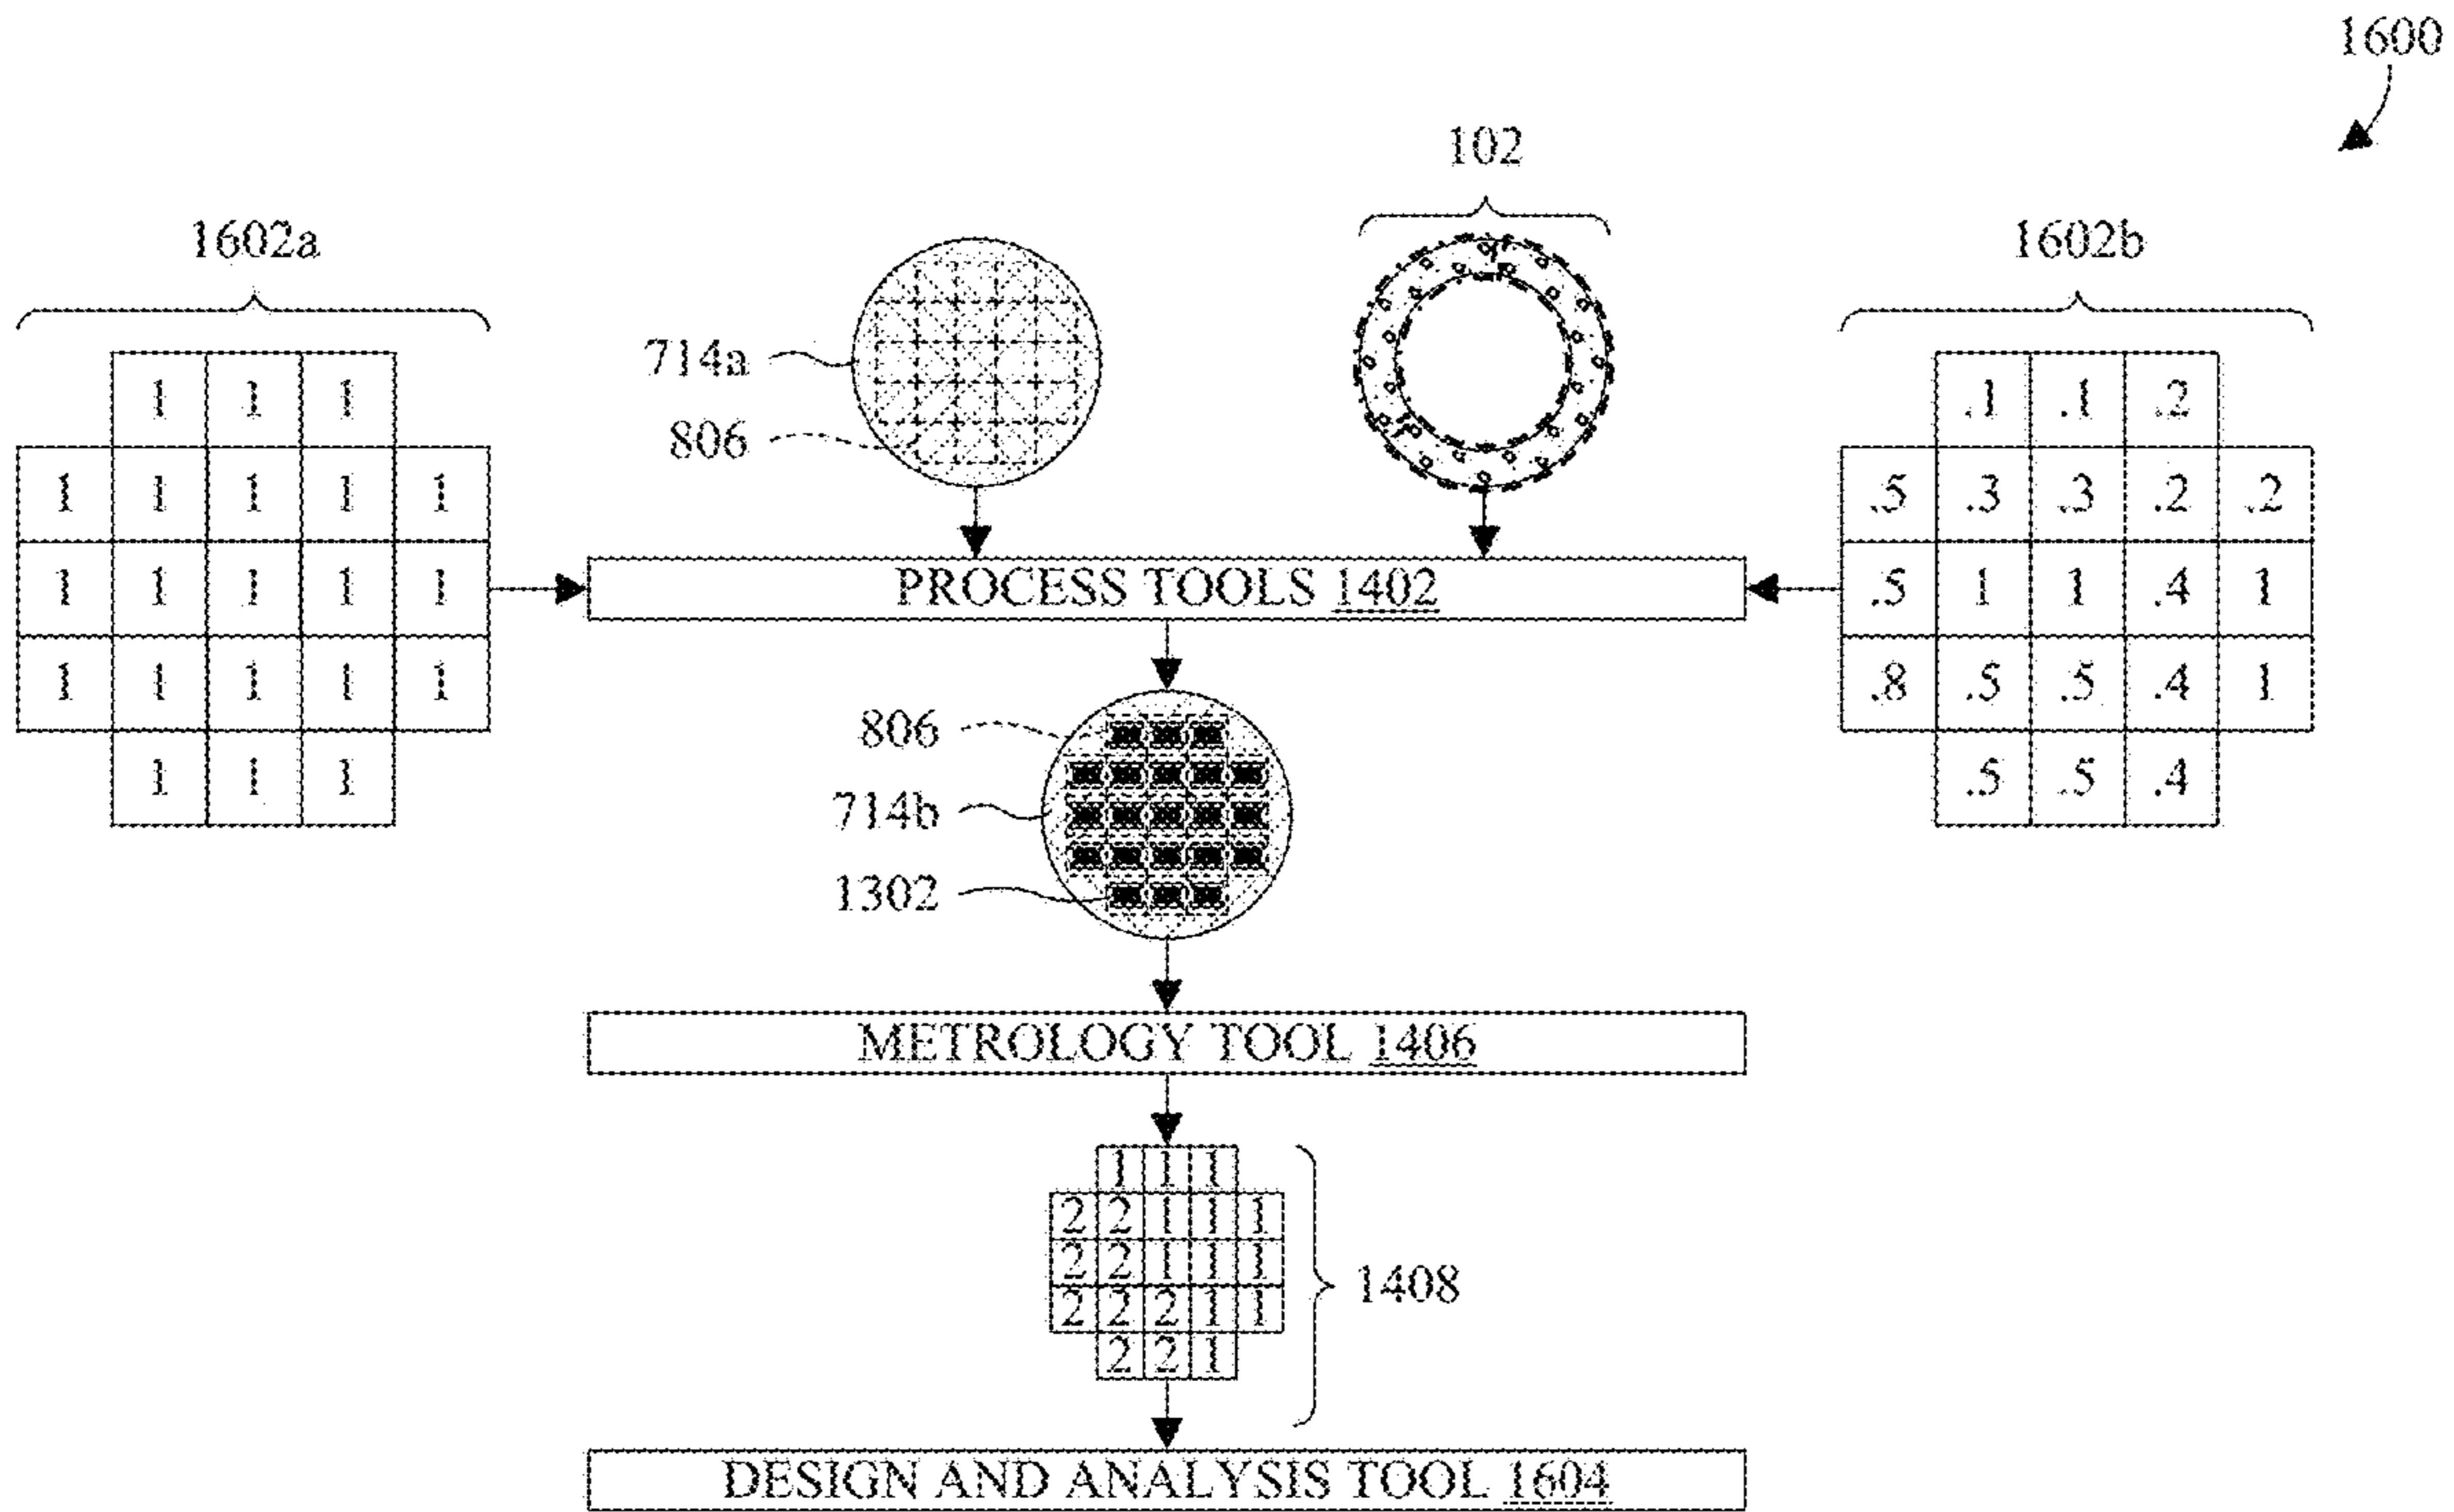 1600
102
1602a
1602b
714a
806
1 1 1
1 1 1 1 1
1 1 1 1 1
1 1 1 1 1
1 1 1
.1 .1 .2
.5 .3 .3 .2 .2
.5 1 1 .4 1
.8 .5 .5 .4 1
.5 .5 .4
PROCESS TOOLS 1402
806
714b
1302
METROLOGY TOOL 1406
1 1 1
2 2 1 1 1
2 2 1 1 1
2 2 2 1 1
2 2 1
1408
DESIGN AND ANALYSIS TOOL 1604